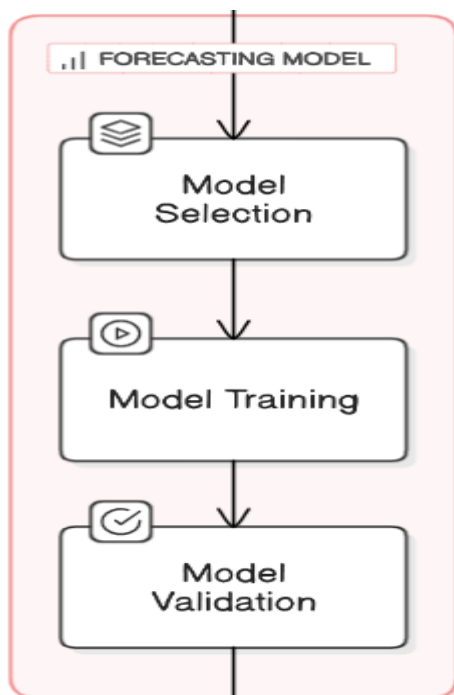 FORECASTING MODEL
Model
Selection
Model Training
Model
Validation